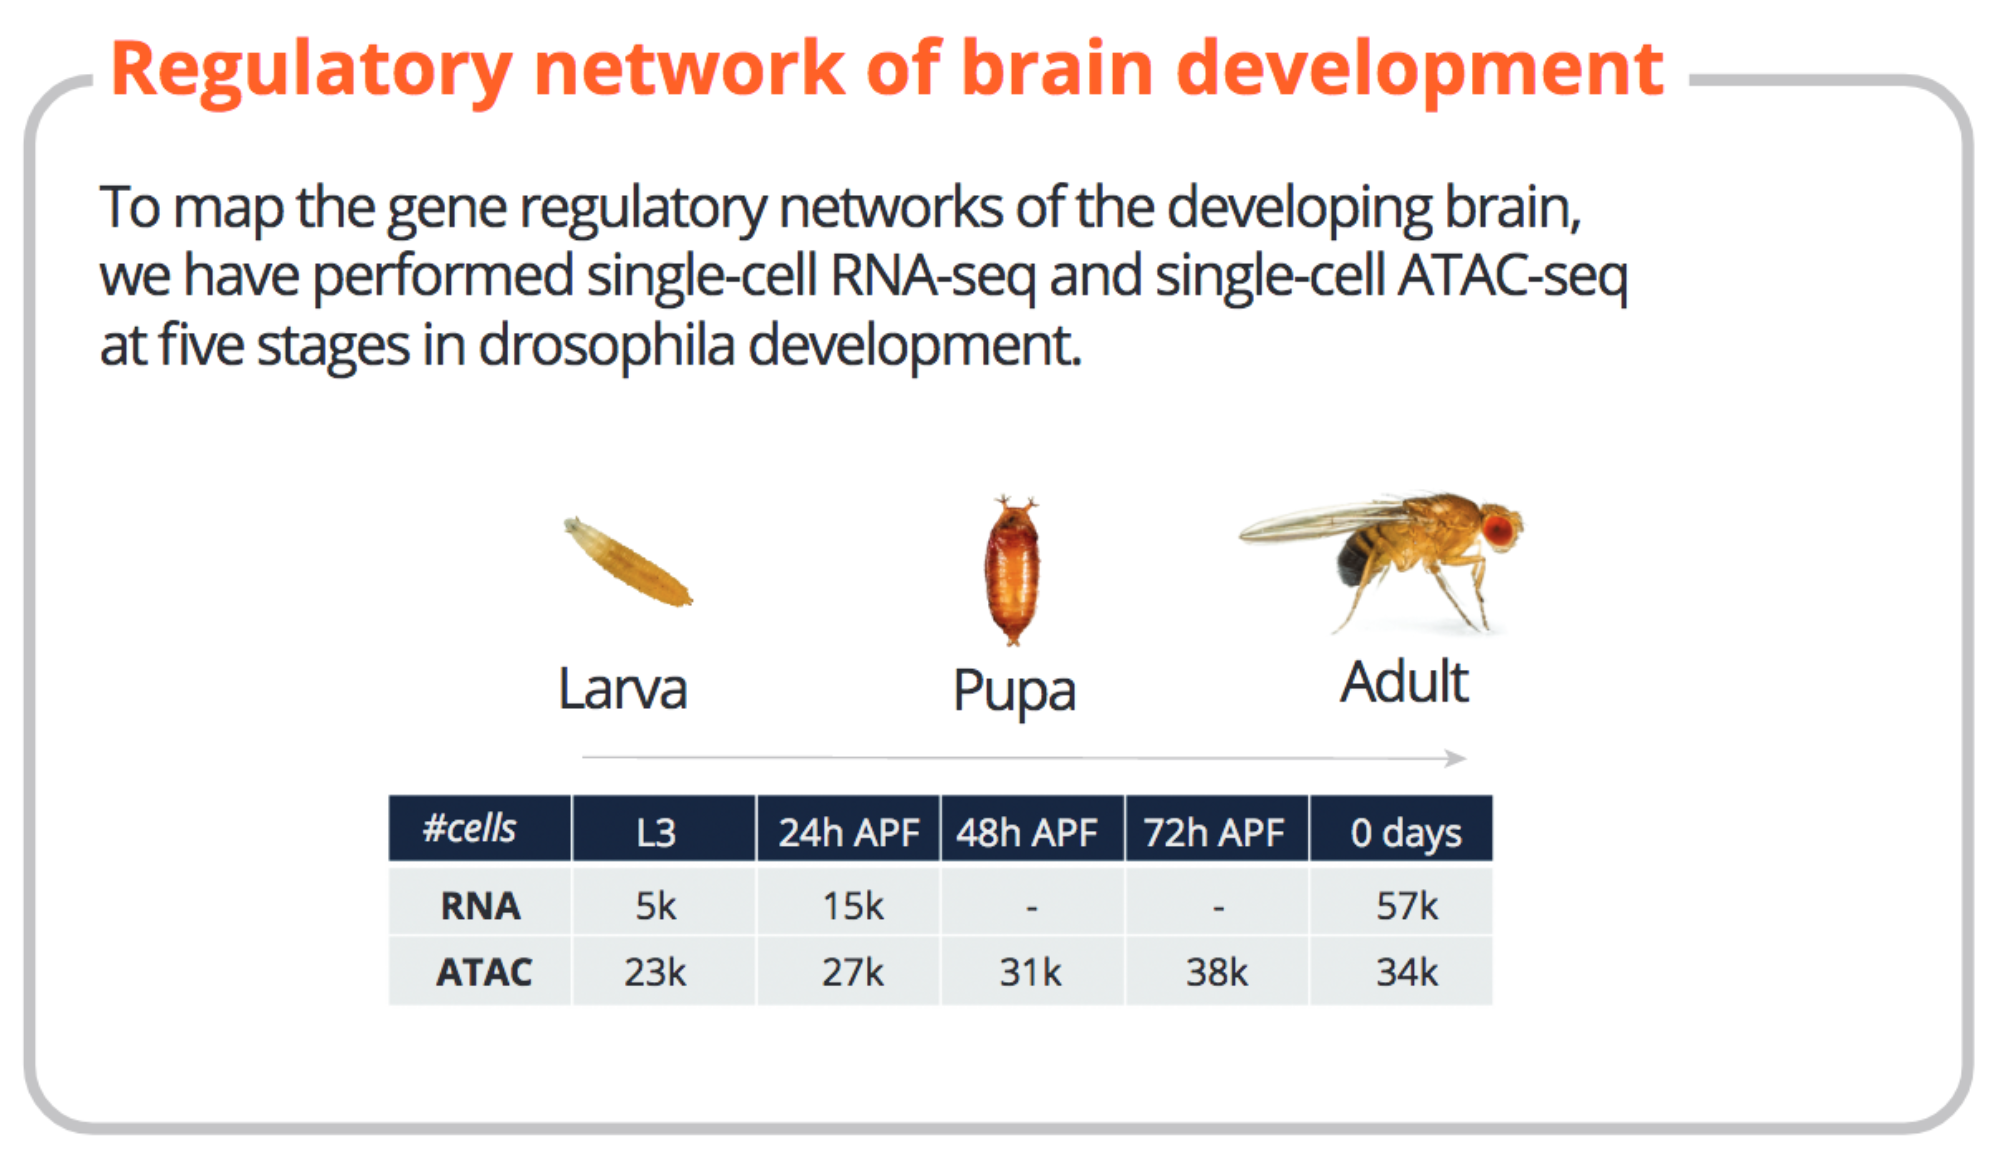 Regulatory network of brain development
To map the gene regulatory networks of the developing brain,
we have performed single-cell RNA-seq and single-cell ATAC-seq
at five stages in drosophila development.
Larva Pupa Adult
#cells L3 24h APF 48h APF 72h APF 0 days
RNA 5k 15k - - 57k
ATAC 23k 27k 31k 38k 34k